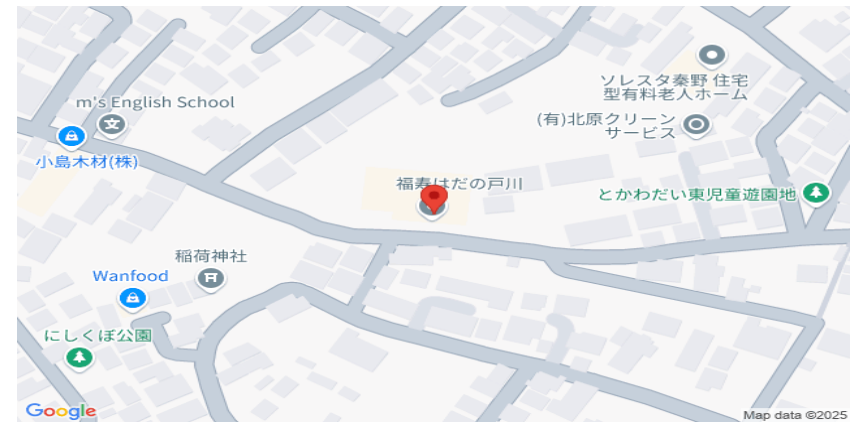 ソレスタ秦野 住宅
型有料老人ホーム
m's English School
(有)北原クリーン
サービス
小島木材(株)
福寿はだの戸川
とかわだい東児童遊園地
稲荷神社
Wanfood
にしくぼ公園
Google
Map data ©2025